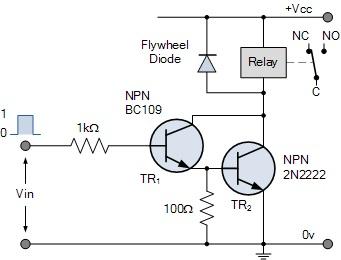 +Vcc
NC NO
Flywheel
Diode
Relay
C
NPN
BC109
1
0
1kΩ
NPN
2N2222
TR1
100Ω
TR2
Vin
0v